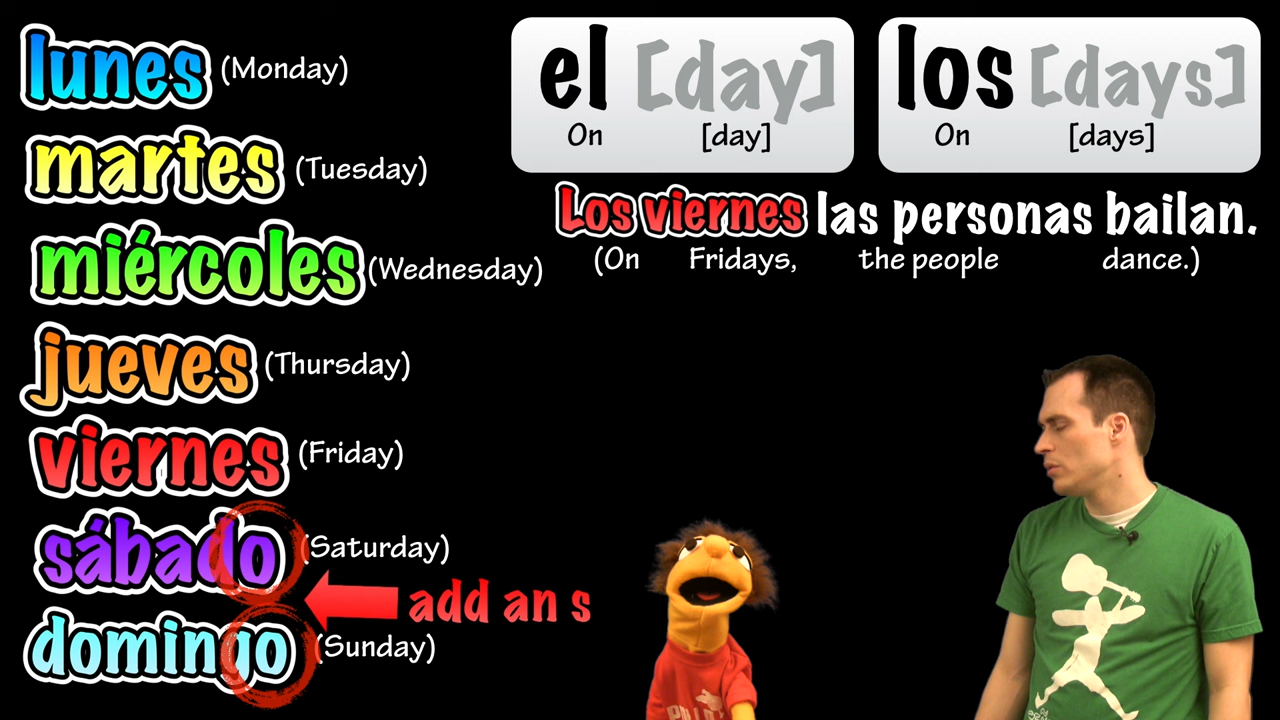 lunes (Monday)
martes (Tuesday)
miércoles (Wednesday)
jueves (Thursday)
viernes (Friday)
sábado (Saturday)
add an s
domingo (Sunday)
el [day]
On [day]
los [days]
On [days]
Los viernes las personas bailan.
(On Fridays, the people dance.)